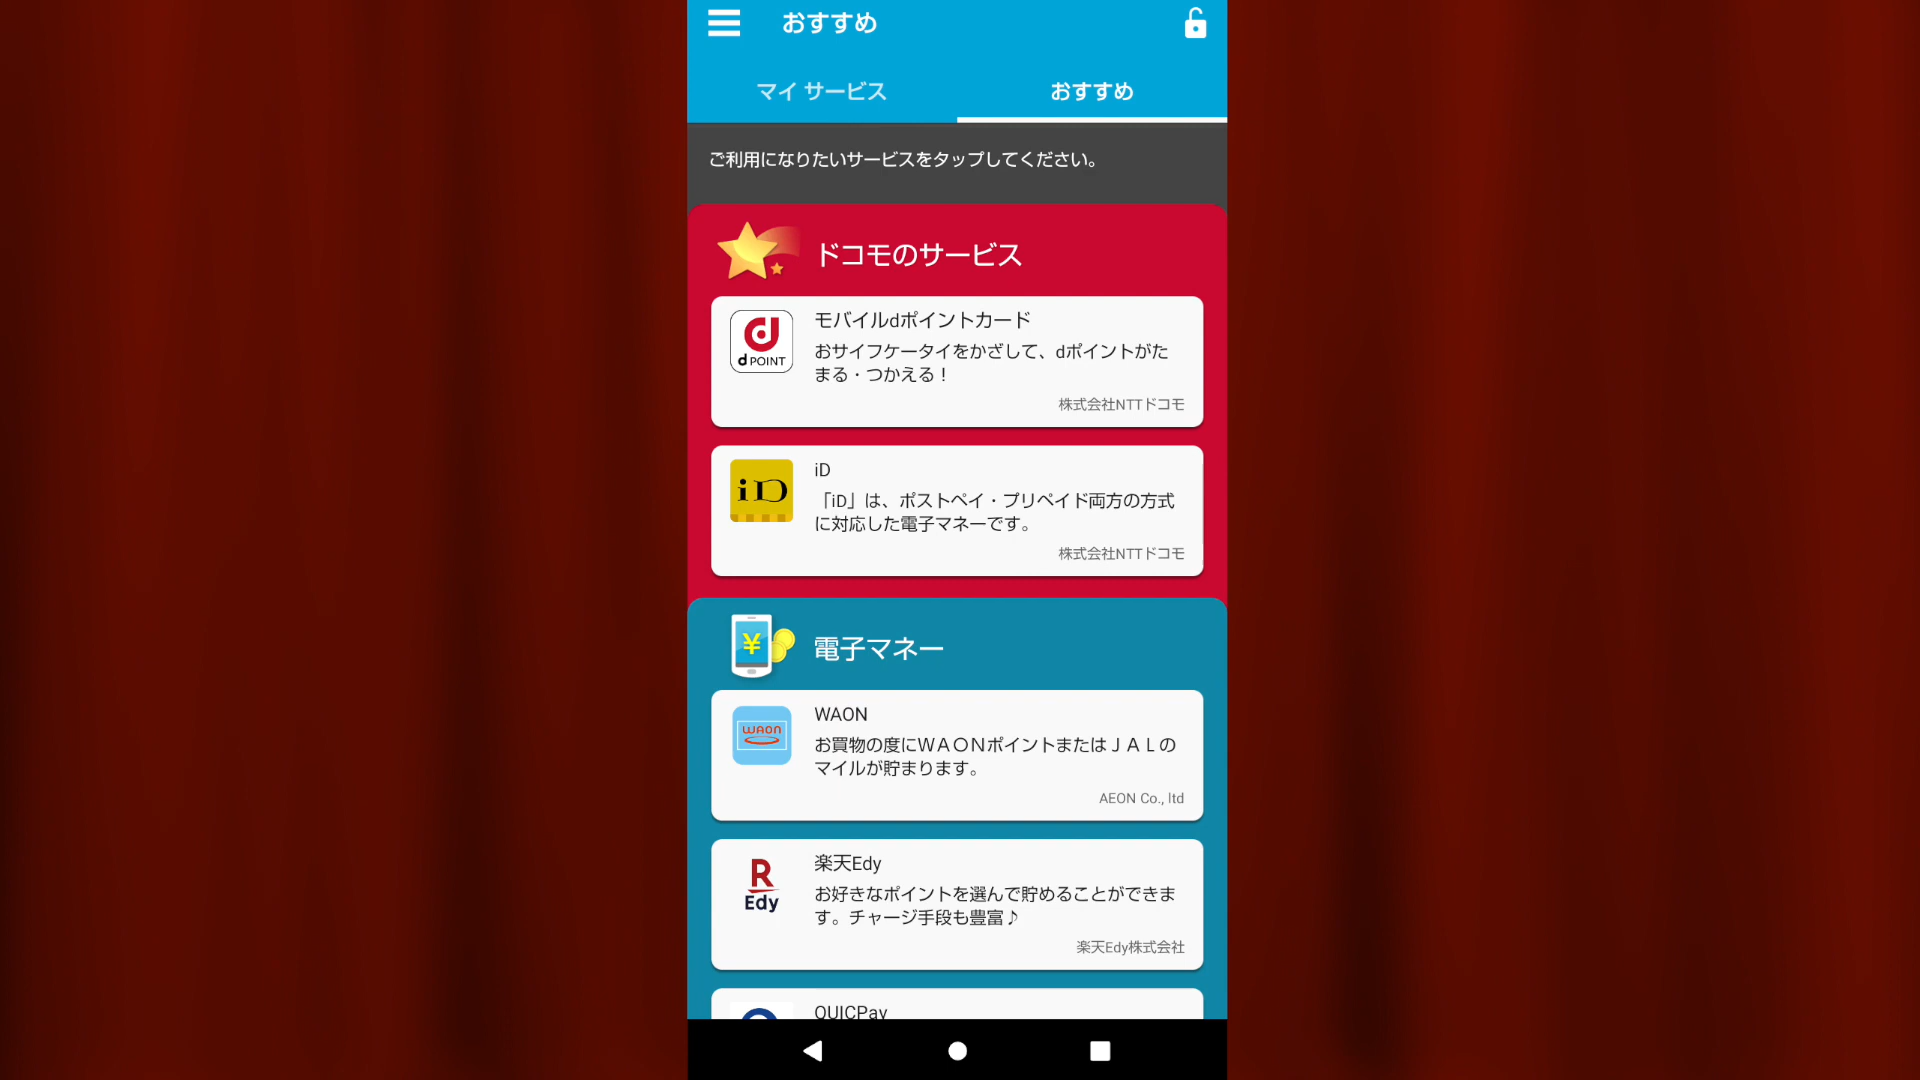 おすすめ
マイ サービス
おすすめ
ご利用になりたいサービスをタップしてください。
ドコモのサービス
d POINT
モバイルdポイントカード
おサイフケータイをかざして、dポイントがた
まる・つかえる！
株式会社NTTドコモ
iD
iD
「iD」は、ポストペイ・プリペイド両方の方式
に対応した電子マネーです。
株式会社NTTドコモ
¥
電子マネー
WAON
WAON
お買物の度にＷＡＯＮポイントまたはＪＡＬの
マイルが貯まります。
AEON Co., ltd
R
Edy
楽天Edy
お好きなポイントを選んで貯めることができま
す。チャージ手段も豊富♪
楽天Edy株式会社
QUICPay